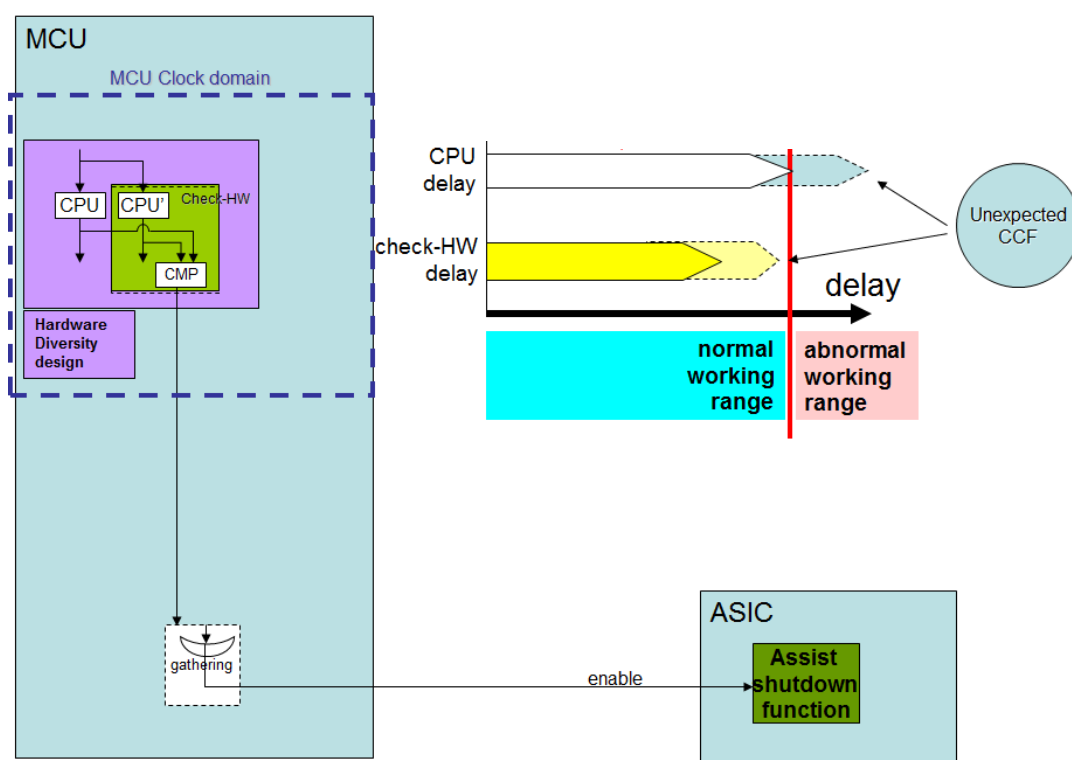 MCU
MCU Clock domain
CPU
CPU'
Check-HW
CMP
Hardware
Diversity
design
gathering
CPU
delay
check-HW
delay
delay
normal
working
range
abnormal
working
range
Unexpected
CCF
enable
ASIC
Assist
shutdown
function